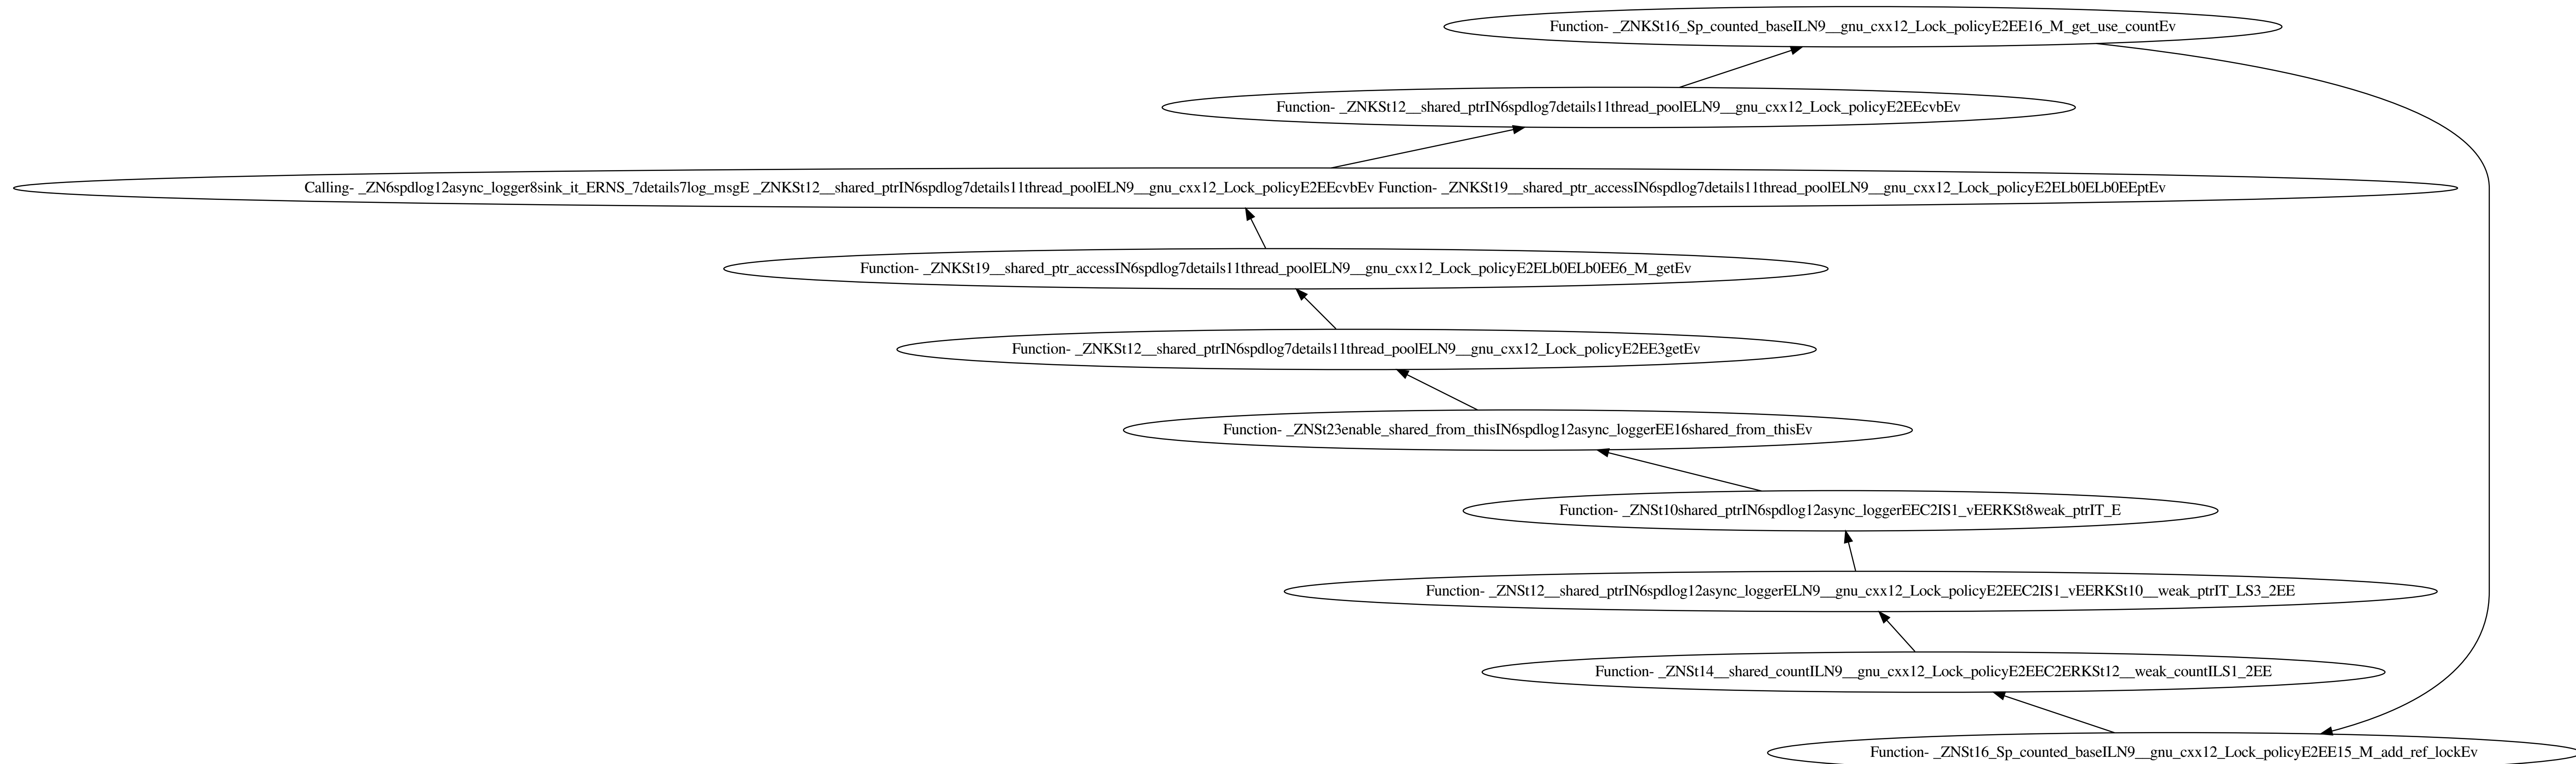 Function- _ZNKSt16_Sp_counted_baseILN9__gnu_cxx12_Lock_policyE2EE16_M_get_use_countEv
Function- _ZNKSt12__shared_ptrIN6spdlog7details11thread_poolELN9__gnu_cxx12_Lock_policyE2EEcvbEv
Calling- _ZN6spdlog12async_logger8sink_it_ERNS_7details7log_msgE _ZNKSt12__shared_ptrIN6spdlog7details11thread_poolELN9__gnu_cxx12_Lock_policyE2EEcvbEv Function- _ZNKSt19__shared_ptr_accessIN6spdlog7details11thread_poolELN9__gnu_cxx12_Lock_policyE2ELb0ELb0EEptEv
Function- _ZNKSt19__shared_ptr_accessIN6spdlog7details11thread_poolELN9__gnu_cxx12_Lock_policyE2ELb0ELb0EE6_M_getEv
Function- _ZNKSt12__shared_ptrIN6spdlog7details11thread_poolELN9__gnu_cxx12_Lock_policyE2EE3getEv
Function- _ZNSt23enable_shared_from_thisIN6spdlog12async_loggerEE16shared_from_thisEv
Function- _ZNSt10shared_ptrIN6spdlog12async_loggerEEC2IS1_vEERKSt8weak_ptrIT_E
Function- _ZNSt12__shared_ptrIN6spdlog12async_loggerELN9__gnu_cxx12_Lock_policyE2EEC2IS1_vEERKSt10__weak_ptrIT_LS3_2EE
Function- _ZNSt14__shared_countILN9__gnu_cxx12_Lock_policyE2EEC2ERKSt12__weak_countILS1_2EE
Function- _ZNSt16_Sp_counted_baseILN9__gnu_cxx12_Lock_policyE2EE15_M_add_ref_lockEv